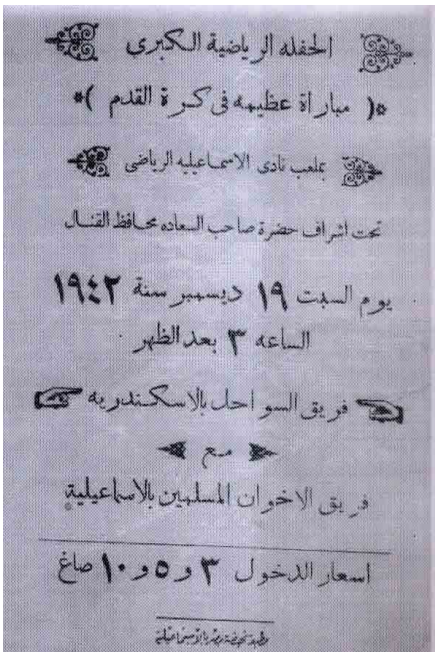 الحفله الرياضية الكبرى
*( مباراة عظيمه فى كرة القدم )*
بملعب نادى الاسماعيليه الرياضى
تحت اشراف حضرة صاحب السعاده محافظ القنال
يوم السبت ١٩ ديسمبر سنة ١٩٤٢
الساعه ٣ بعد الظهر
فريق السواحل بالاسكندريه
مع
فريق الاخوان المسلمين بالاسماعيلية
اسعار الدخول ٣ و ٥ و ١٠ صاغ